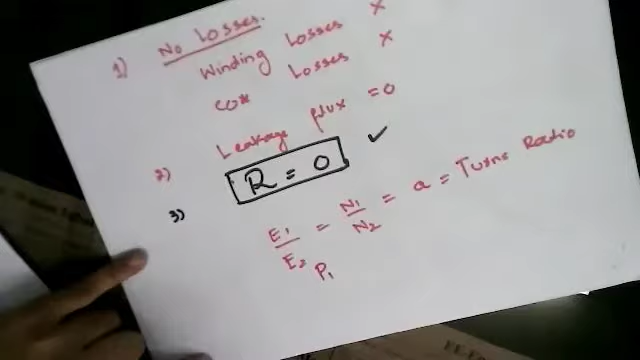 1) No Losses.
Winding Losses ×
Losses ×
2) Leakage flux = 0
3) R = 0 ✓
E1/E2 = N1/N2 = a = Turns Ratio
P1